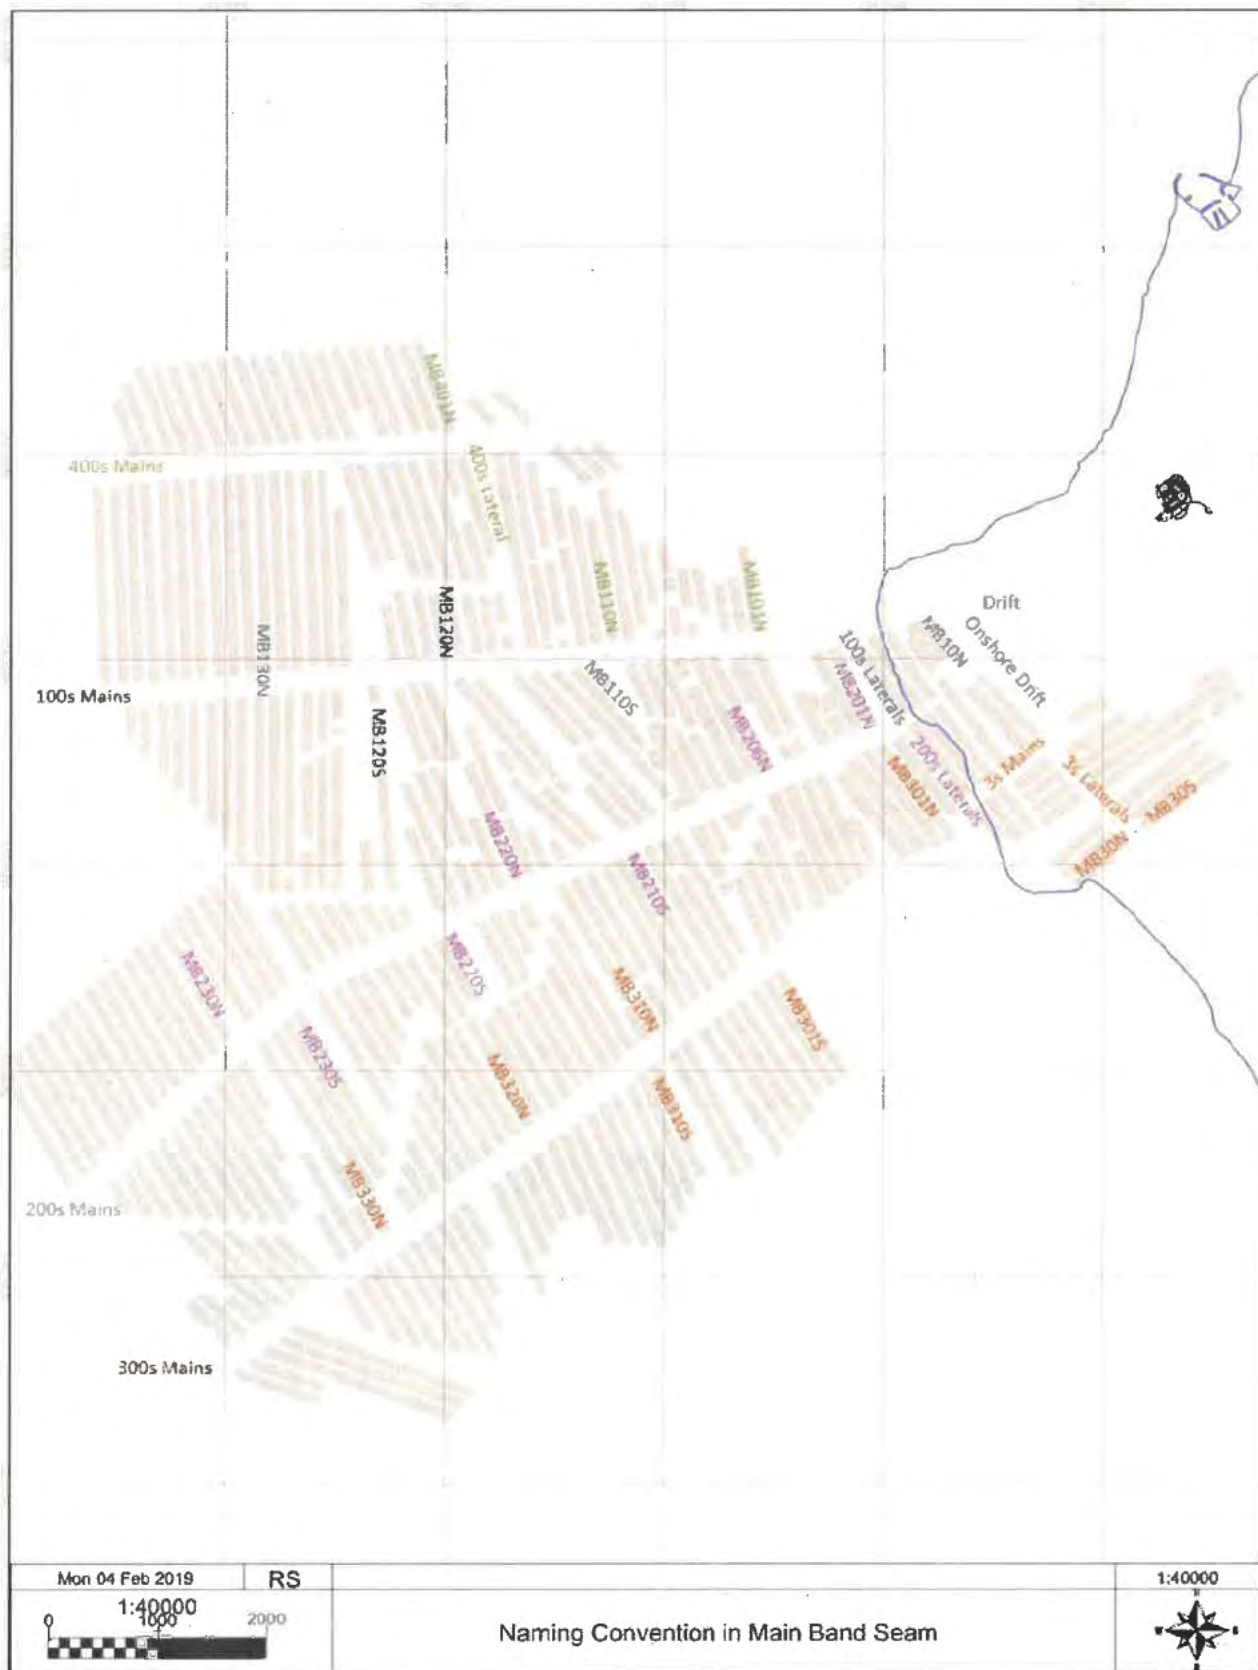 MB401N
400s Mains
400s Lateral
MB110N
MB101N
MB120N
Drift
Onshore Drift
MB10N
MB130N
100s Laterals
MB110S
MB201N
100s Mains
MB120S
MB206N
200s Laterals
3s Mains
3s Laterals
MB301N
MB30S
MB30N
MB220N
MB210S
MB220S
MB230N
MB310N
MB301S
MB230S
MB320N
MB310S
MB330N
200s Mains
300s Mains
Mon 04 Feb 2019
RS
1:40000
1:40000
0 1000 2000
Naming Convention in Main Band Seam